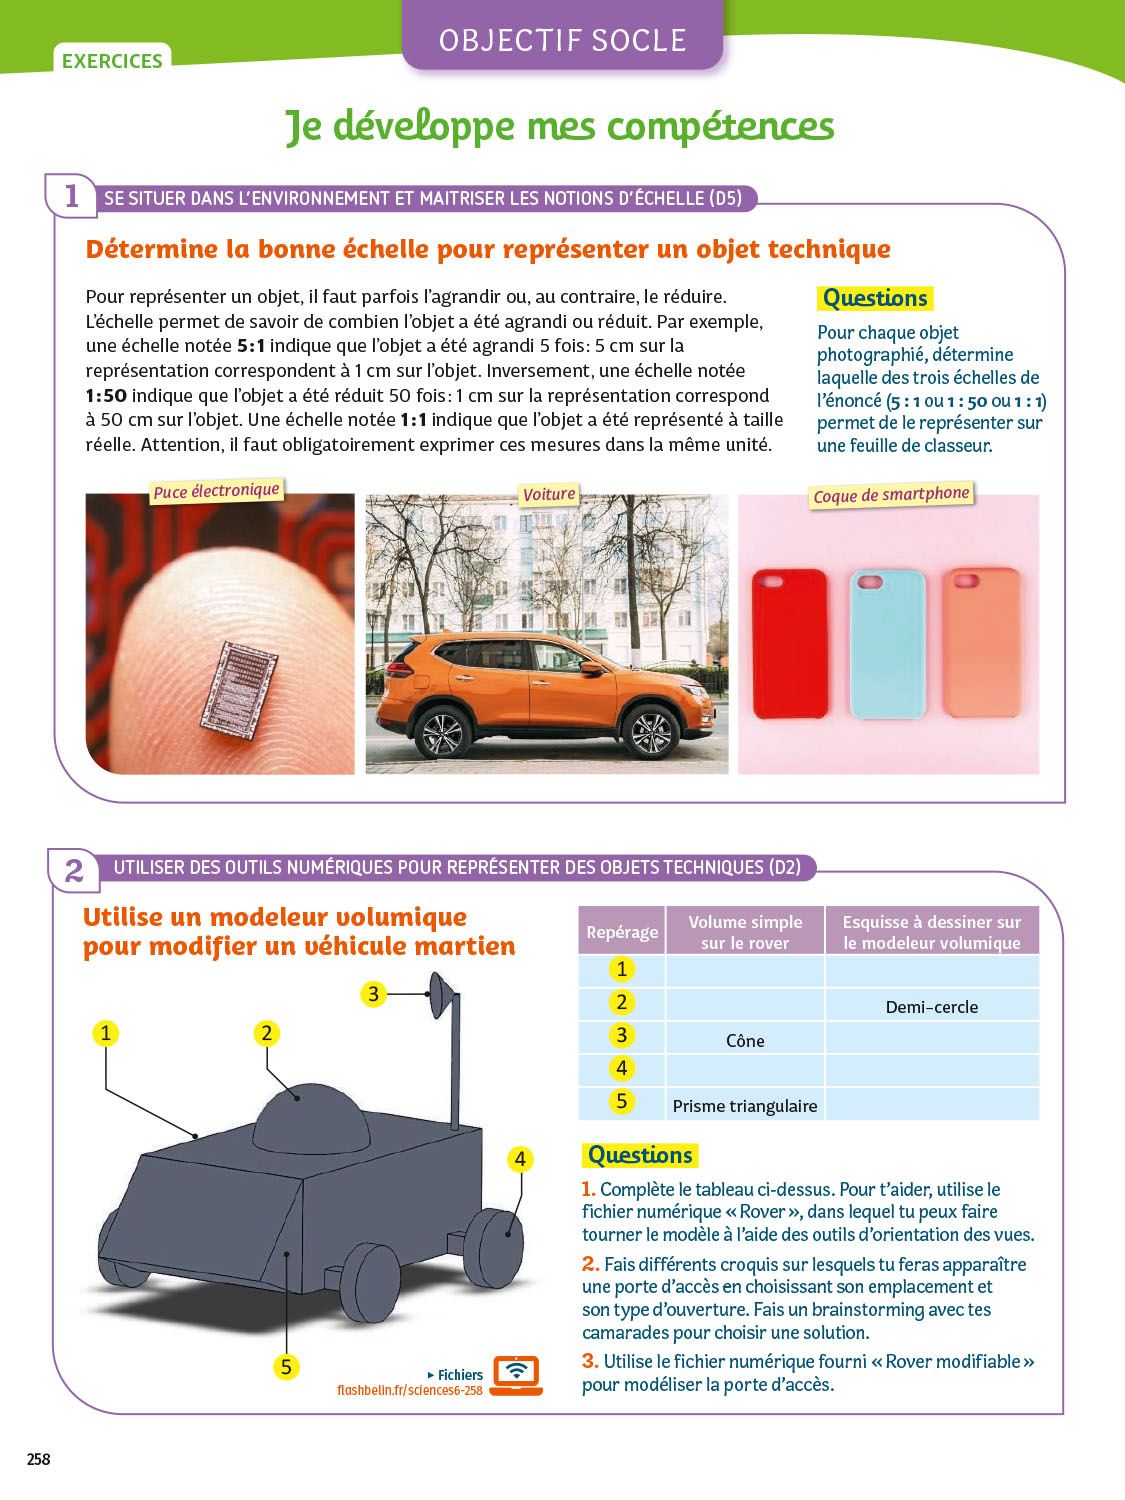 OBJECTIF SOCLE
EXERCICES
Je développe mes compétences
1
SE SITUER DANS L'ENVIRONNEMENT ET MAITRISER LES NOTIONS D'ÉCHELLE (D5)
Détermine la bonne échelle pour représenter un objet technique
Pour représenter un objet, il faut parfois l'agrandir ou, au contraire, le réduire.
L'échelle permet de savoir de combien l'objet a été agrandi ou réduit. Par exemple,
une échelle notée 5:1 indique que l'objet a été agrandi 5 fois: 5 cm sur la
représentation correspondent à 1 cm sur l'objet. Inversement, une échelle notée
1:50 indique que l'objet a été réduit 50 fois: 1 cm sur la représentation correspond
à 50 cm sur l'objet. Une échelle notée 1:1 indique que l'objet a été représenté à taille
réelle. Attention, il faut obligatoirement exprimer ces mesures dans la même unité.
Questions
Pour chaque objet
photographié, détermine
laquelle des trois échelles de
l'énoncé (5 : 1 ou 1 : 50 ou 1 : 1)
permet de le représenter sur
une feuille de classeur.
Puce électronique
Voiture
Coque de smartphone
2
UTILISER DES OUTILS NUMÉRIQUES POUR REPRÉSENTER DES OBJETS TECHNIQUES (D2)
Utilise un modeleur volumique
pour modifier un véhicule martien
1
2
3
4
5
▸ Fichiers
flashbelin.fr/sciences6-258
Repérage
Volume simple
sur le rover
Esquisse à dessiner sur
le modeleur volumique
1
2
Demi-cercle
3
Cône
4
5
Prisme triangulaire
Questions
1. Complète le tableau ci-dessus. Pour t'aider, utilise le
fichier numérique « Rover », dans lequel tu peux faire
tourner le modèle à l'aide des outils d'orientation des vues.
2. Fais différents croquis sur lesquels tu feras apparaître
une porte d'accès en choisissant son emplacement et
son type d'ouverture. Fais un brainstorming avec tes
camarades pour choisir une solution.
3. Utilise le fichier numérique fourni « Rover modifiable »
pour modéliser la porte d'accès.
258